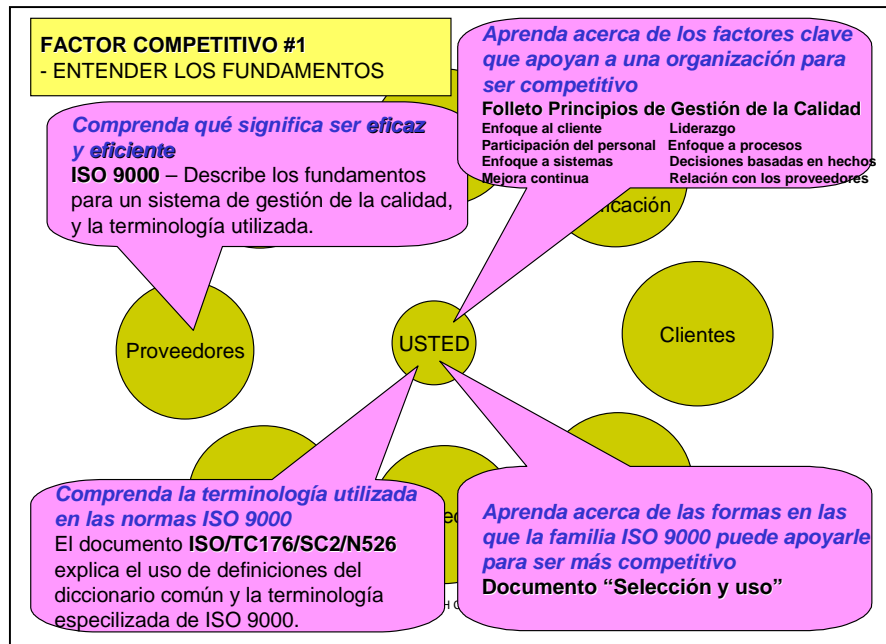 FACTOR COMPETITIVO #1
- ENTENDER LOS FUNDAMENTOS
Aprenda acerca de los factores clave
que apoyan a una organización para
ser competitivo
Folleto Principios de Gestión de la Calidad
Enfoque al cliente Liderazgo
Participación del personal Enfoque a procesos
Enfoque a sistemas Decisiones basadas en hechos
Mejora continua Relación con los proveedores
Comprenda qué significa ser eficaz
y eficiente
ISO 9000 – Describe los fundamentos
para un sistema de gestión de la calidad,
y la terminología utilizada.
Proveedores
USTED
Clientes
Comprenda la terminología utilizada
en las normas ISO 9000
El documento ISO/TC176/SC2/N526
explica el uso de definiciones del
diccionario común y la terminología
especilizada de ISO 9000.
Aprenda acerca de las formas en las
que la familia ISO 9000 puede apoyarle
para ser más competitivo
Documento “Selección y uso”